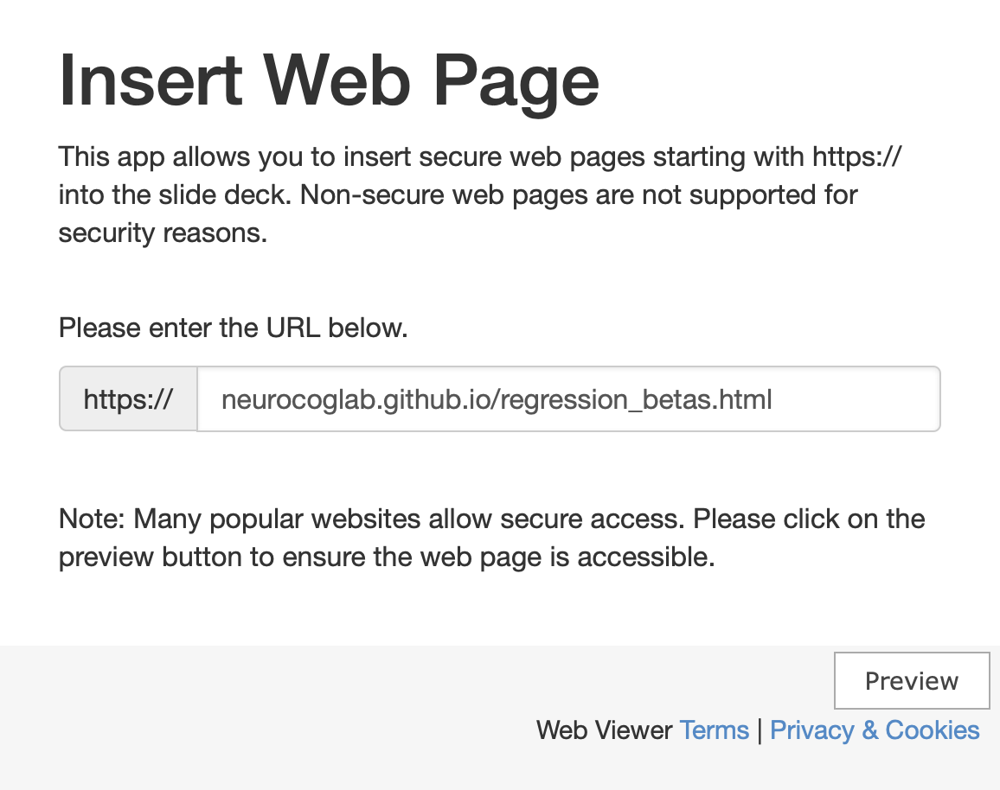 Insert Web Page
This app allows you to insert secure web pages starting with https://
into the slide deck. Non-secure web pages are not supported for
security reasons.
Please enter the URL below.
https:// neurocoglab.github.io/regression_betas.html
Note: Many popular websites allow secure access. Please click on the
preview button to ensure the web page is accessible.
Preview
Web Viewer Terms | Privacy & Cookies